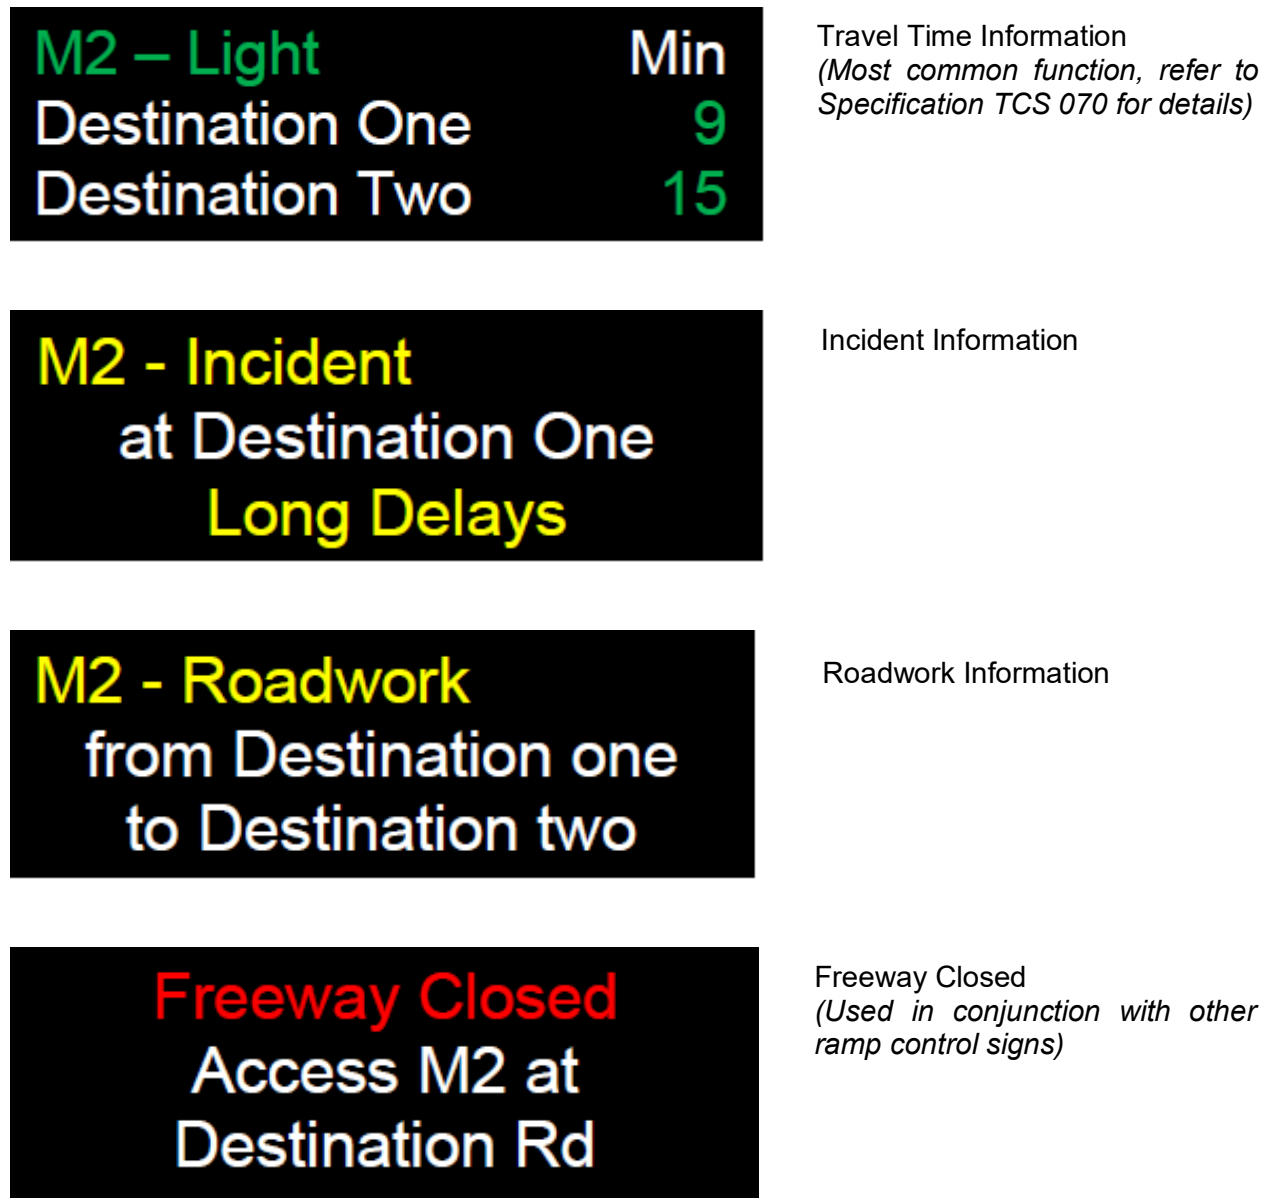 M2 – Light Min
Destination One 9
Destination Two 15
Travel Time Information
(Most common function, refer to
Specification TCS 070 for details)
M2 - Incident
at Destination One
Long Delays
Incident Information
M2 - Roadwork
from Destination one
to Destination two
Roadwork Information
Freeway Closed
Access M2 at
Destination Rd
Freeway Closed
(Used in conjunction with other
ramp control signs)